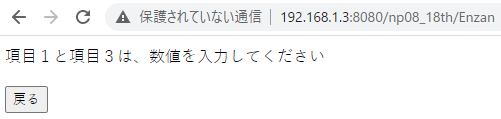 保護されていない通信 | 192.168.1.3:8080/np08_18th/Enzan
項目１と項目３は、数値を入力してください
戻る